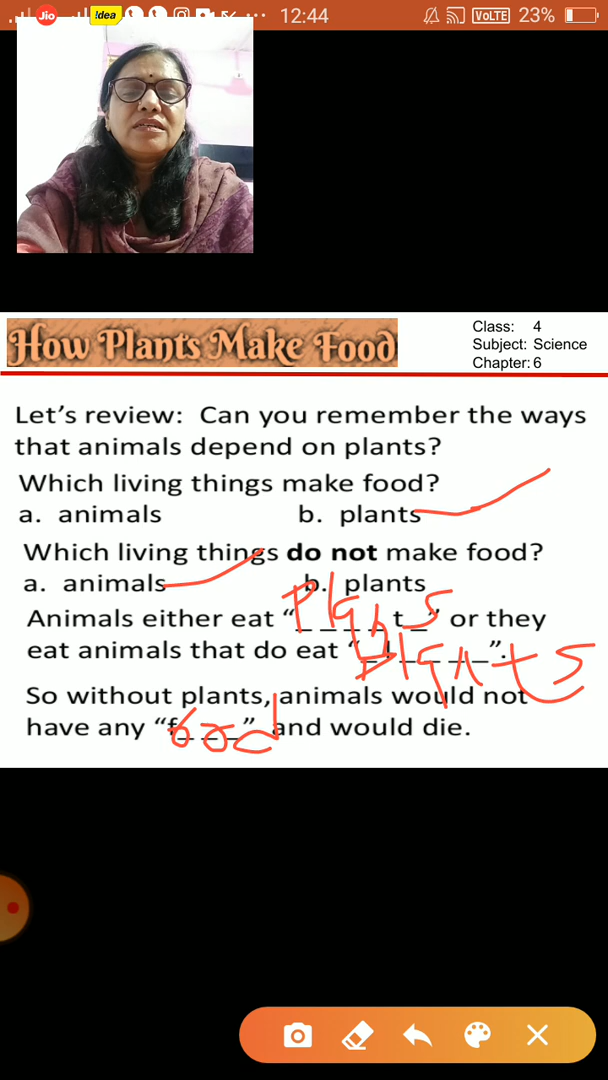 Jio !dea 12:44 VoLTE 23%
How Plants Make Food
Class: 4
Subject: Science
Chapter: 6
Let's review: Can you remember the ways
that animals depend on plants?
Which living things make food?
a. animals b. plants
Which living things do not make food?
a. animals b. plants
Animals either eat “plants” or they
eat animals that do eat “plants”.
So without plants, animals would not
have any “food” and would die.